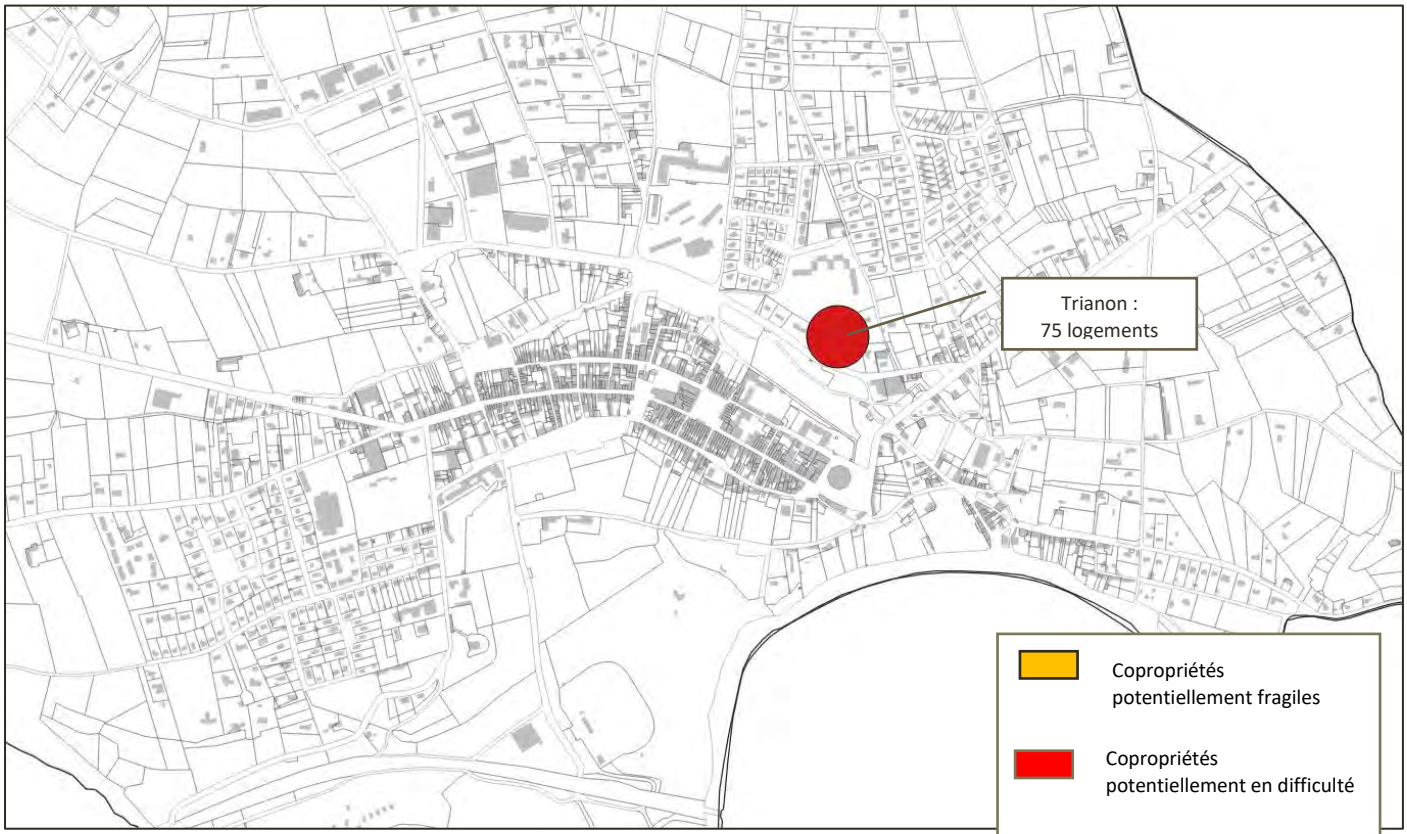 Trianon :
75 logements
Copropriétés
potentiellement fragiles
Copropriétés
potentiellement en difficulté